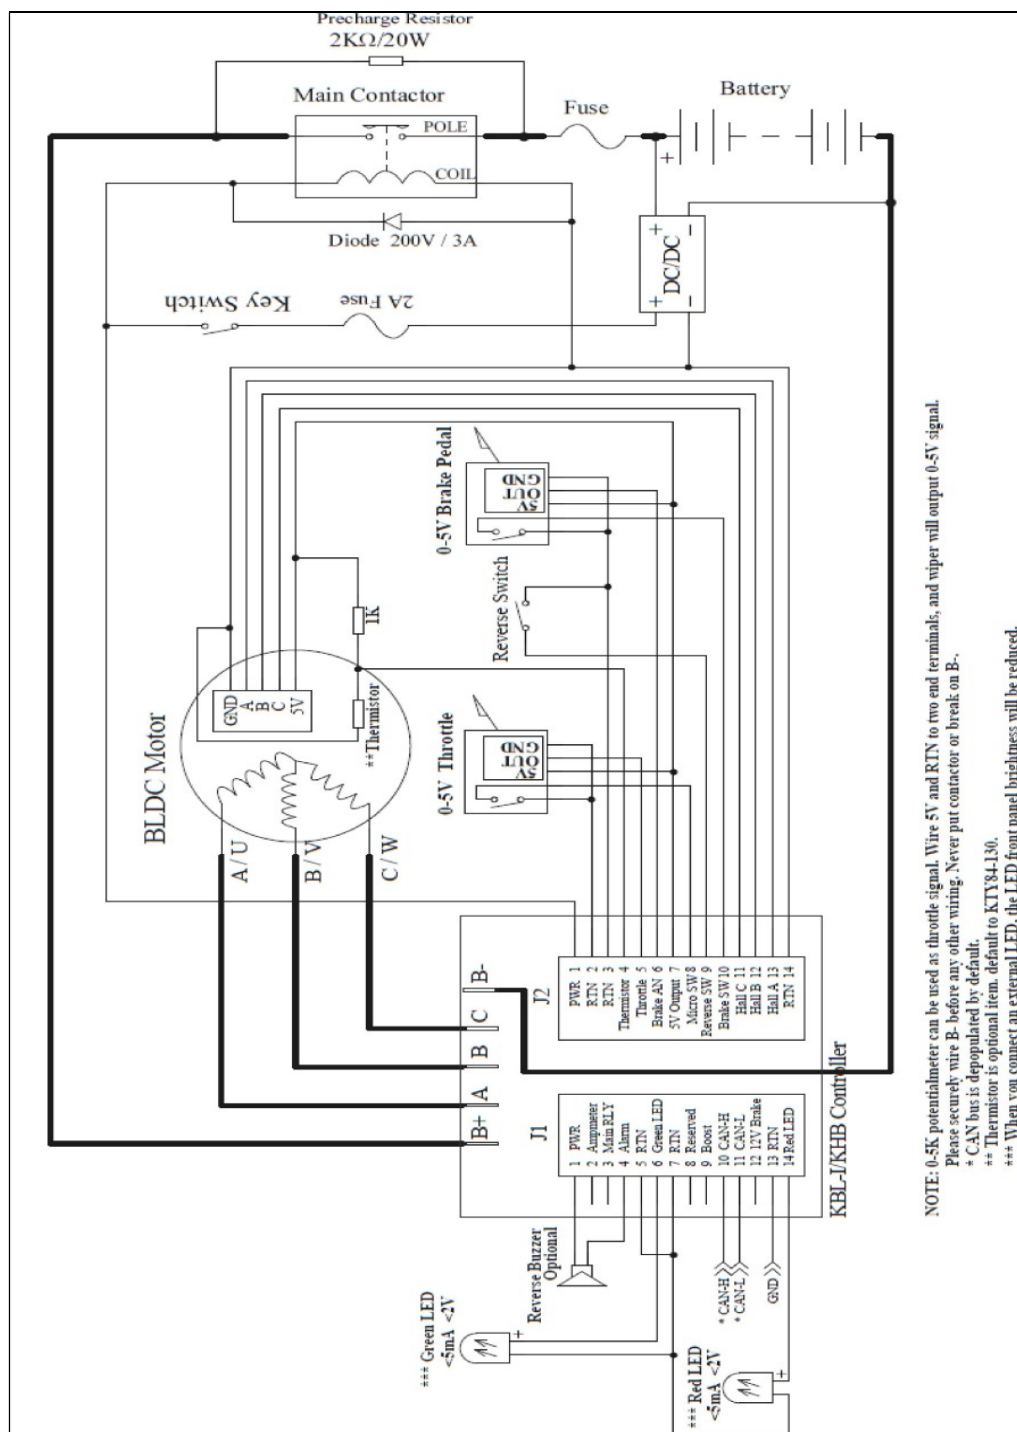 Precharge Resistor
2KΩ/20W
Main Contactor
POLE
COIL
Fuse
Battery
+
Diode 200V / 3A
Key Switch
2A Fuse
+ −
DC/DC
+ −
0-5V Brake Pedal
GND
OUT
5V
Reverse Switch
1K
**Thermistor
BLDC Motor
GND
A
B
C
5V
0-5V Throttle
GND
OUT
5V
A / U
B / V
C / W
B+
A
B
C
B-
J2
PWR 1
RTN 2
RTN 3
Thermistor 4
Throttle 5
Brake AN 6
5V Output 7
Micro SW 8
Reverse SW 9
Brake SW 10
Hall C 11
Hall B 12
Hall A 13
RTN 14
J1
1 PWR
2 Ampmeter
3 Main RLY
4 Alarm
5 RTN
6 Green LED
7 RTN
8 Reserved
9 Boost
10 CAN-H
11 CAN-L
12 12V Brake
13 RTN
14 Red LED
KBL-I/KHB Controller
Reverse Buzzer
Optional
*** Green LED
<5mA <2V
+
* CAN-H
* CAN-L
GND
*** Red LED
<5mA <2V
+
NOTE: 0-5K potentialmeter can be used as throttle signal. Wire 5V and RTN to two end terminals, and wiper will output 0-5V signal.
Please securely wire B- before any other wiring. Never put contactor or break on B-.
* CAN bus is depopulated by default.
** Thermistor is optional item. default to KTY84-130.
*** When you connect an external LED, the LED front panel brightness will be reduced.